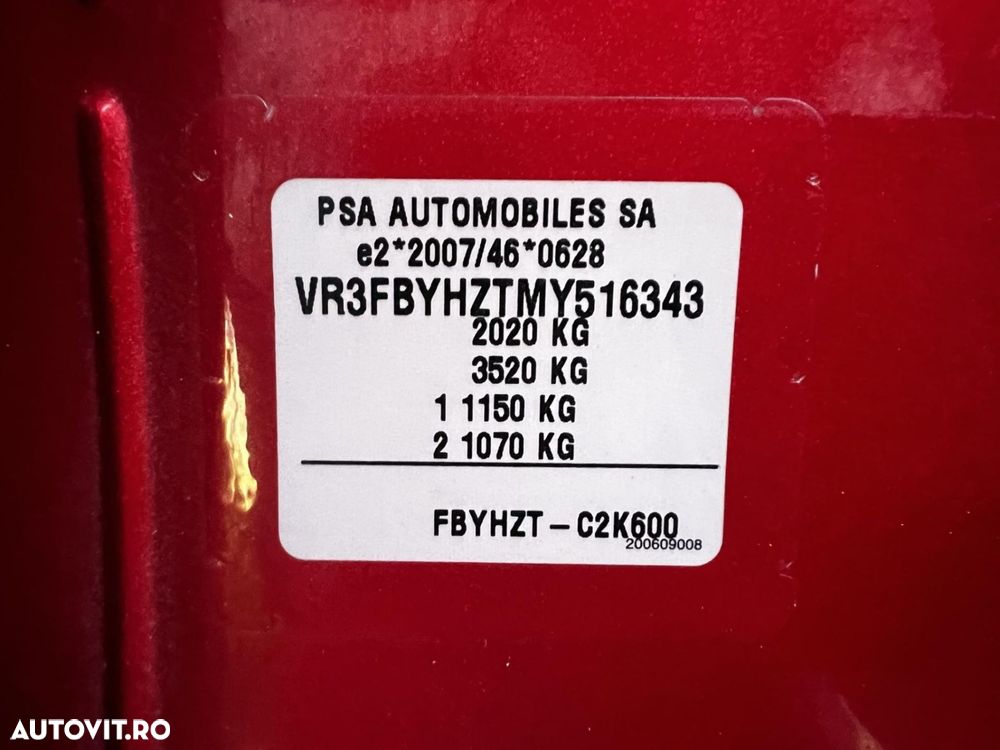 PSA AUTOMOBILES SA
e2*2007/46*0628
VR3FBYHZTMY516343
2020 KG
3520 KG
1 1150 KG
2 1070 KG
FBYHZT – C2K600
200609008
AUTOVIT.RO